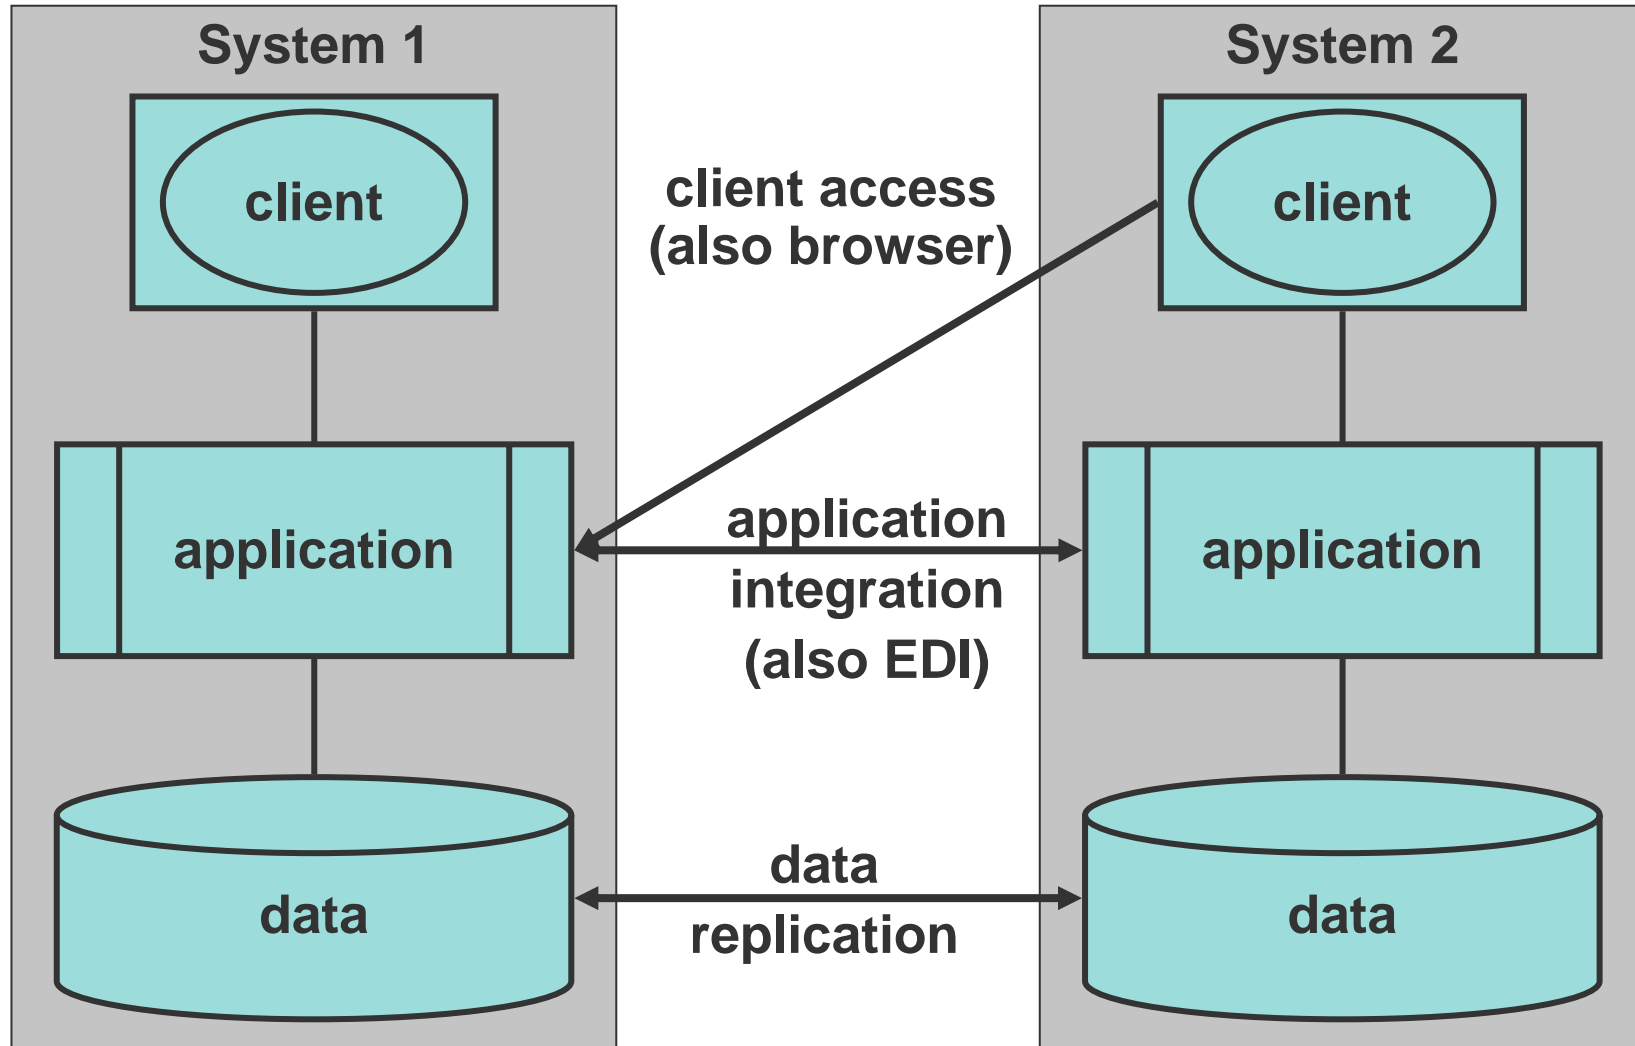 System 1
System 2
client
client access
(also browser)
client
application
application
integration
(also EDI)
application
data
data
replication
data